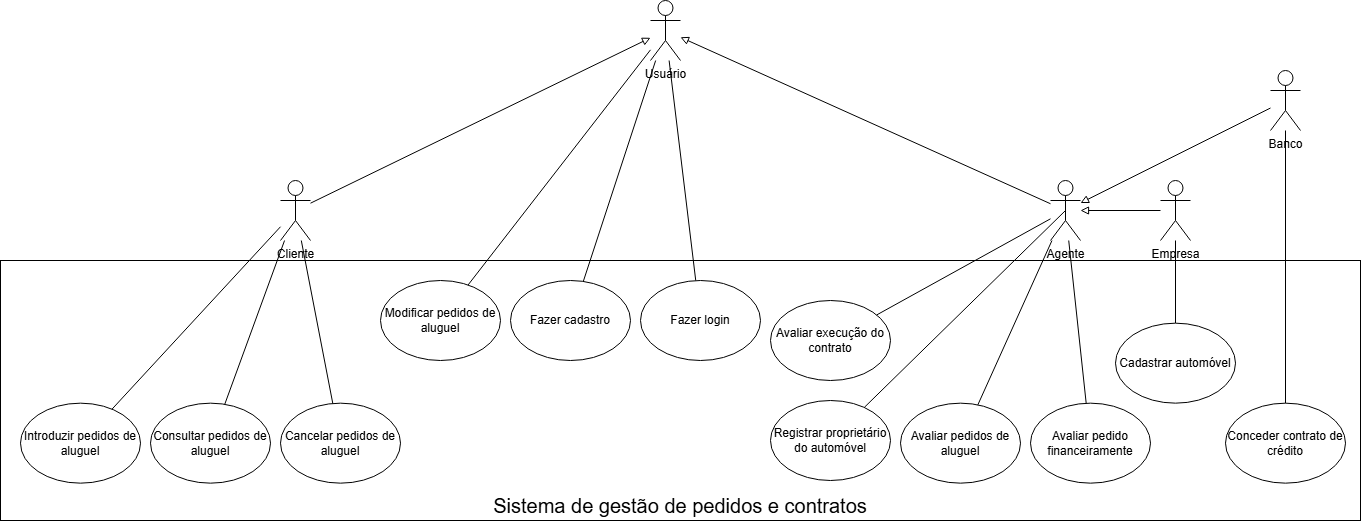 Usuário
Banco
Cliente
Agente
Empresa
Modificar pedidos de
aluguel
Fazer cadastro
Fazer login
Avaliar execução do
contrato
Cadastrar automóvel
Introduzir pedidos de
aluguel
Consultar pedidos de
aluguel
Cancelar pedidos de
aluguel
Registrar proprietário
do automóvel
Avaliar pedidos de
aluguel
Avaliar pedido
financeiramente
Conceder contrato de
crédito
Sistema de gestão de pedidos e contratos